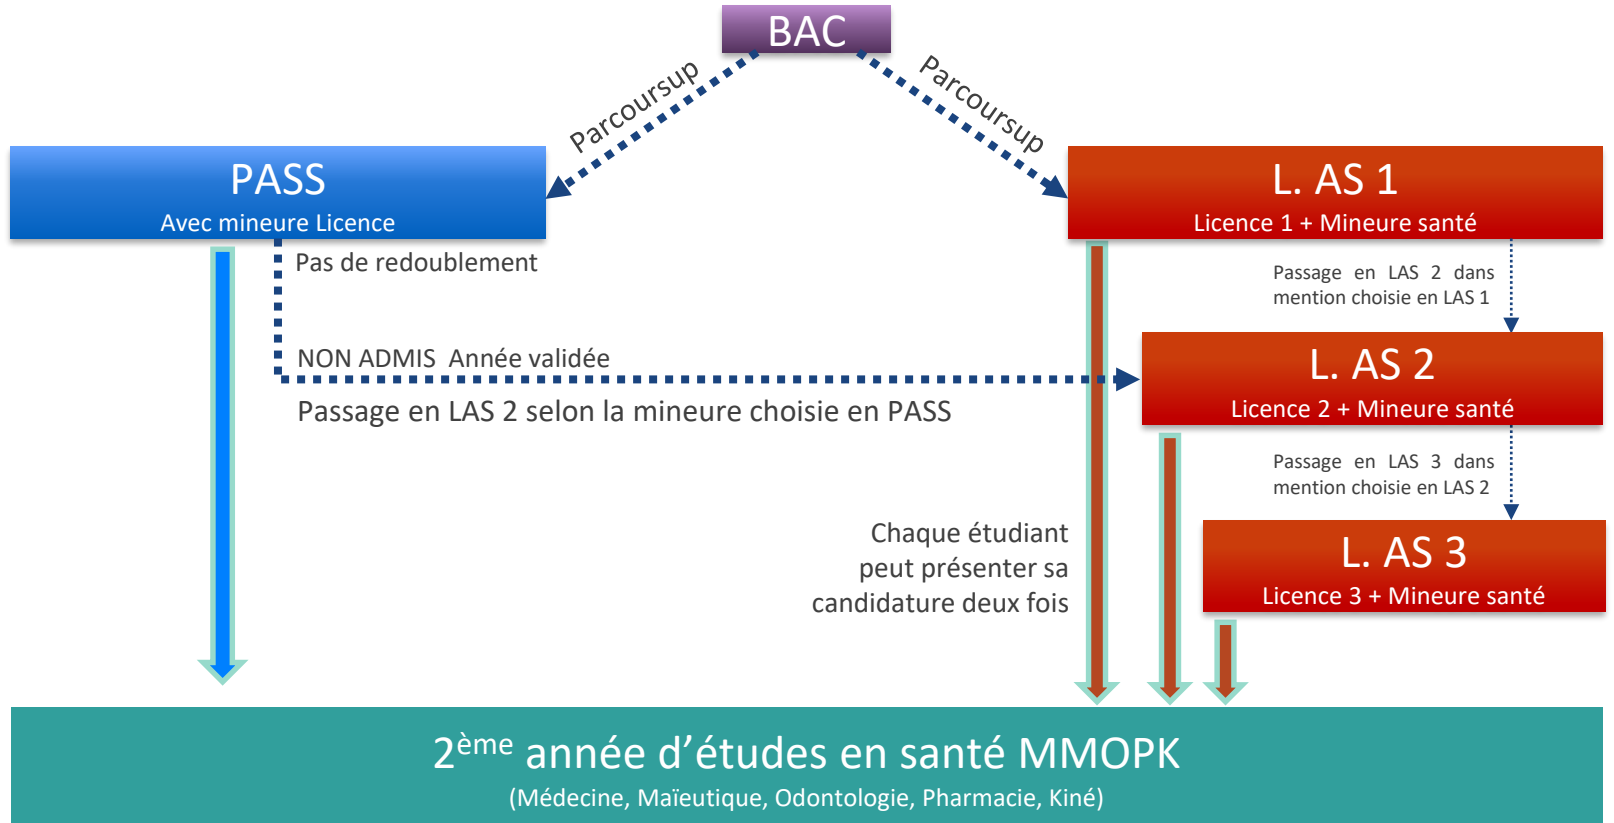 BAC
Parcoursup
Parcoursup
PASS
Avec mineure Licence
L. AS 1
Licence 1 + Mineure santé
Pas de redoublement
Passage en LAS 2 dans
mention choisie en LAS 1
NON ADMIS  Année validée
Passage en LAS 2 selon la mineure choisie en PASS
L. AS 2
Licence 2 + Mineure santé
Passage en LAS 3 dans
mention choisie en LAS 2
Chaque étudiant
peut présenter sa
candidature deux fois
L. AS 3
Licence 3 + Mineure santé
2ème année d’études en santé MMOPK
(Médecine, Maïeutique, Odontologie, Pharmacie, Kiné)